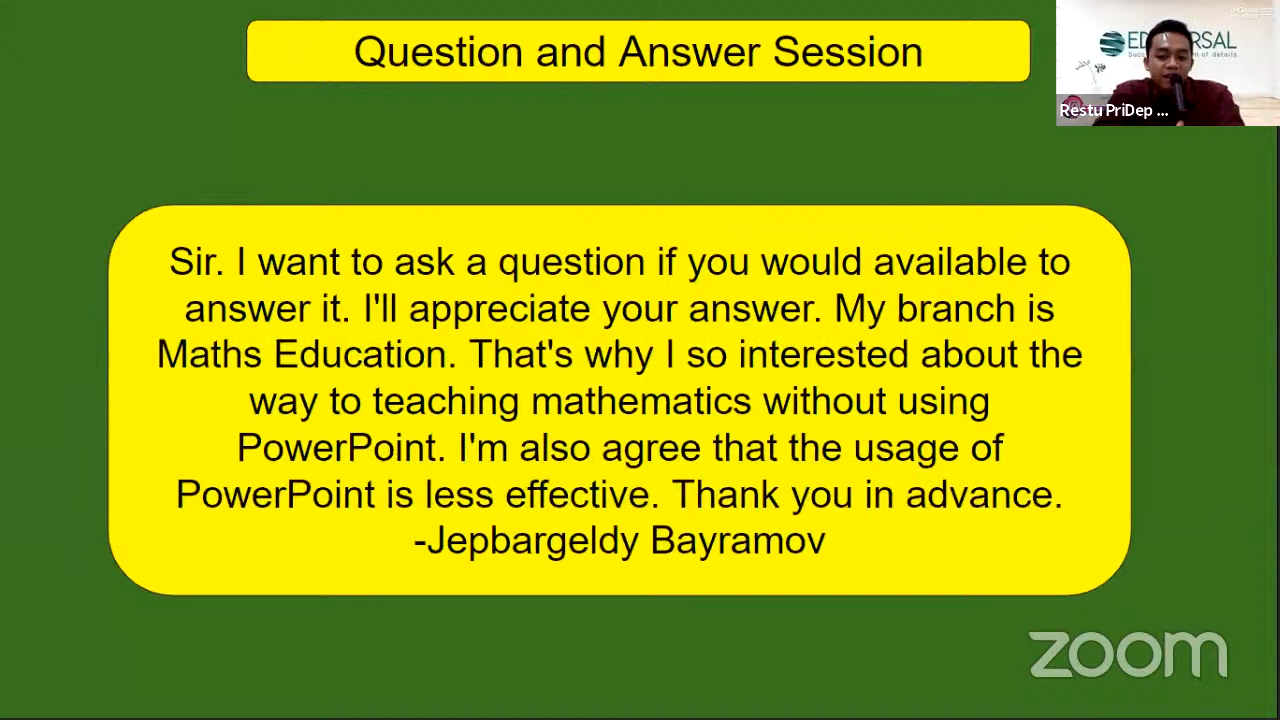 Question and Answer Session
Restu PriDep ...
Sir. I want to ask a question if you would available to
answer it. I'll appreciate your answer. My branch is
Maths Education. That's why I so interested about the
way to teaching mathematics without using
PowerPoint. I'm also agree that the usage of
PowerPoint is less effective. Thank you in advance.
-Jepbargeldy Bayramov
zoom